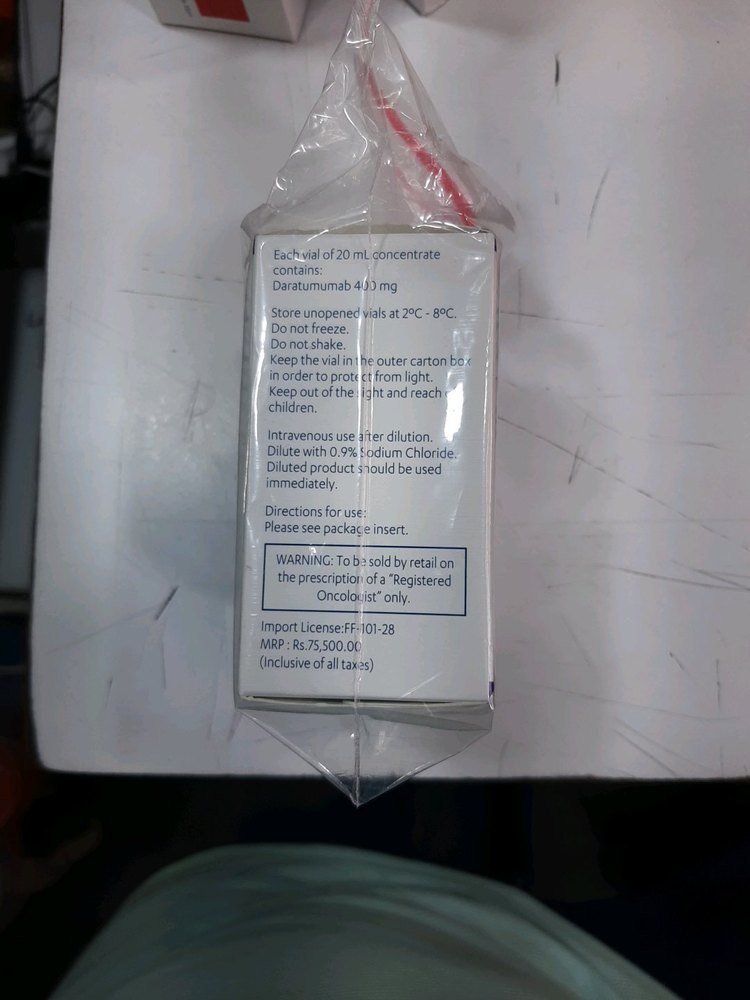 Each vial of 20 mL concentrate
contains:
Daratumumab 400 mg
Store unopened vials at 2ºC - 8ºC.
Do not freeze.
Do not shake.
Keep the vial in the outer carton box
in order to protect from light.
Keep out of the sight and reach
children.
Intravenous use after dilution.
Dilute with 0.9% Sodium Chloride.
Diluted product should be used
immediately.
Directions for use:
Please see package insert.
WARNING: To be sold by retail on
the prescription of a "Registered
Oncologist" only.
Import License:FF-101-28
MRP : Rs.75,500.00
(Inclusive of all taxes)